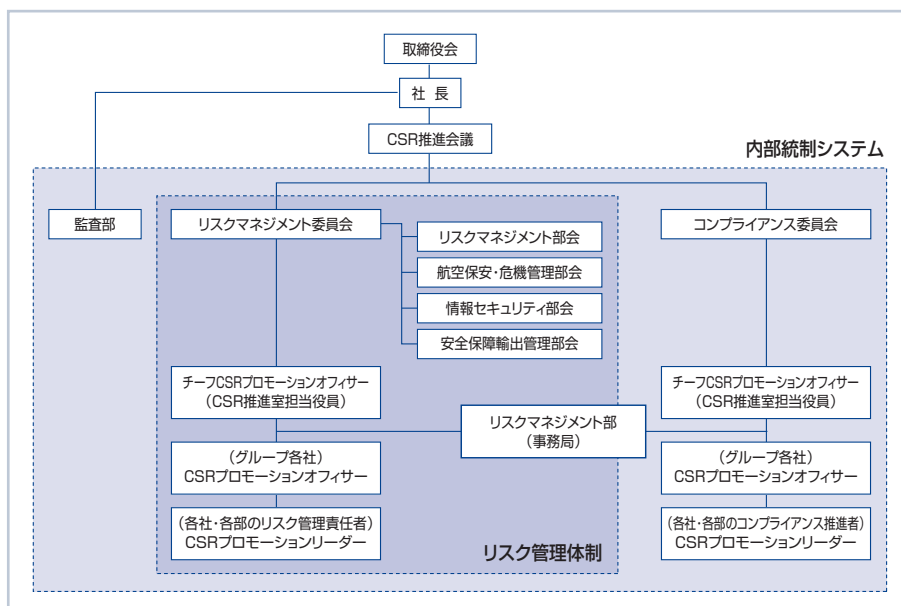 取締役会
社 長
CSR推進会議
内部統制システム
監査部
リスクマネジメント委員会
コンプライアンス委員会
リスクマネジメント部会
航空保安・危機管理部会
情報セキュリティ部会
安全保障輸出管理部会
チーフCSRプロモーションオフィサー
（CSR推進室担当役員）
チーフCSRプロモーションオフィサー
（CSR推進室担当役員）
リスクマネジメント部
（事務局）
（グループ各社）
CSRプロモーションオフィサー
（グループ各社）
CSRプロモーションオフィサー
（各社・各部のリスク管理責任者）
CSRプロモーションリーダー
（各社・各部のコンプライアンス推進者）
CSRプロモーションリーダー
リスク管理体制